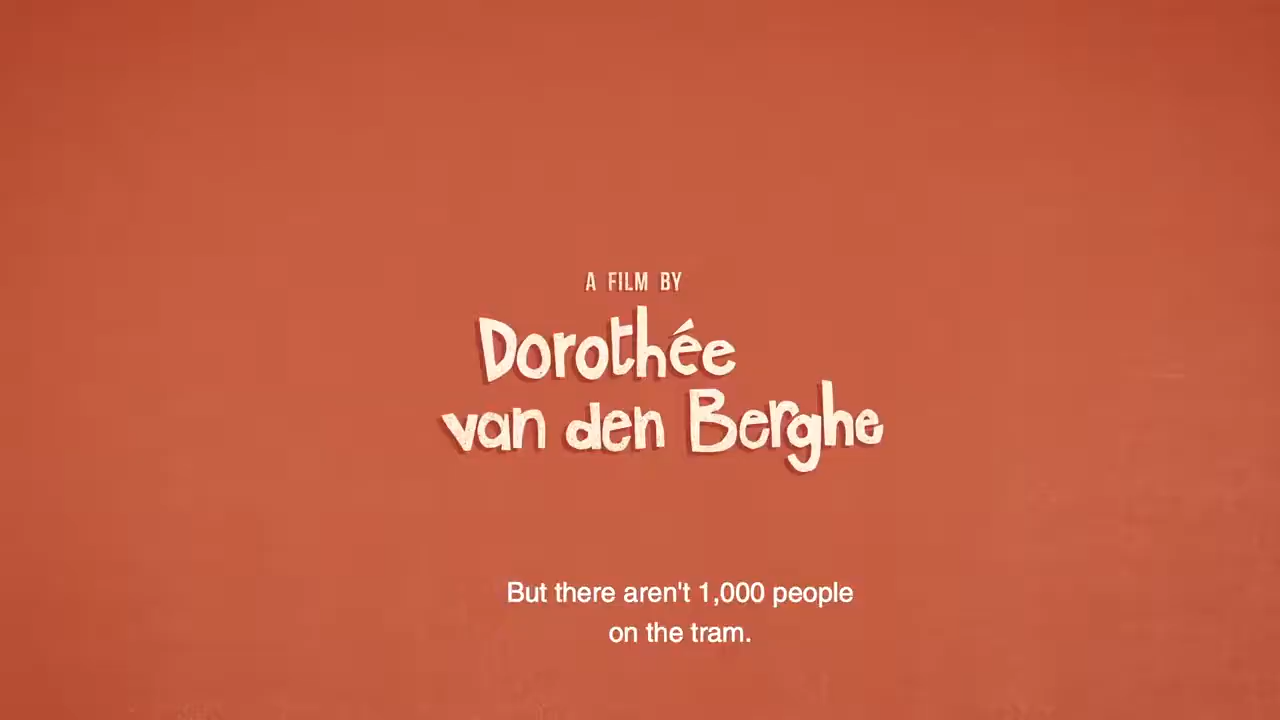 A FILM BY
Dorothée
van den Berghe
But there aren't 1,000 people
on the tram.